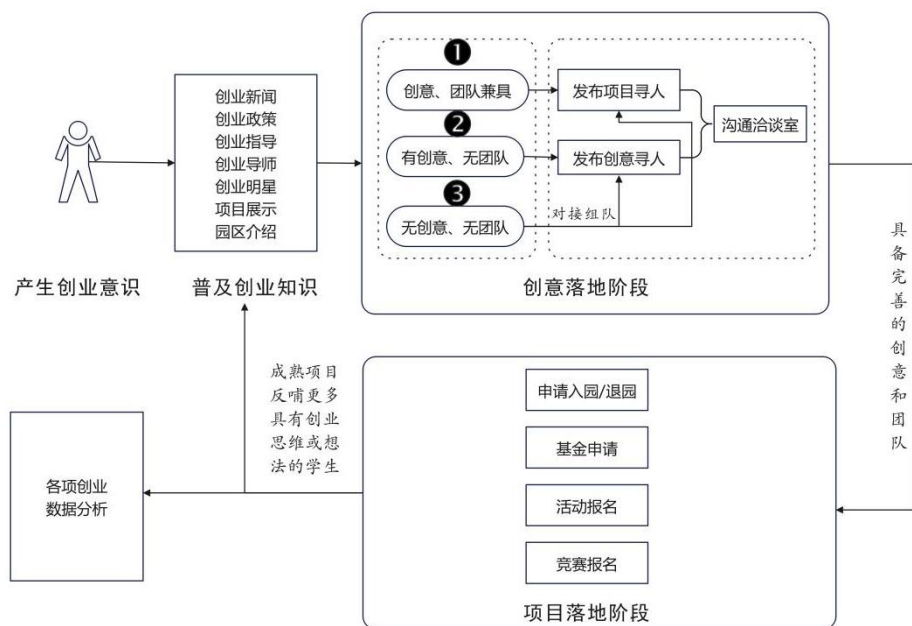 创业新闻
创业政策
创业指导
创业导师
创业明星
项目展示
园区介绍
产生创业意识
普及创业知识
❶
创意、团队兼具
❷
有创意、无团队
❸
无创意、无团队
发布项目寻人
发布创意寻人
沟通洽谈室
对接组队
创意落地阶段
具
备
完
善
的
创
意
和
团
队
申请入园/退园
基金申请
活动报名
竞赛报名
项目落地阶段
成熟项目
反哺更多
具有创业
思维或想
法的学生
各项创业
数据分析